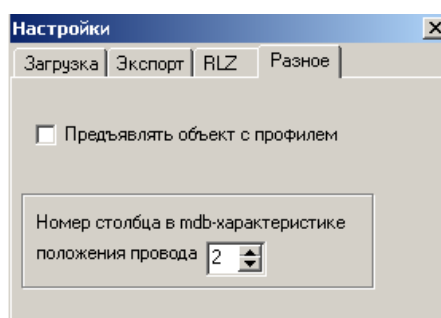 Настройки
Загрузка Экспорт RLZ Разное
Предъявлять объект с профилем
Номер столбца в mdb-характеристике
положения провода 2